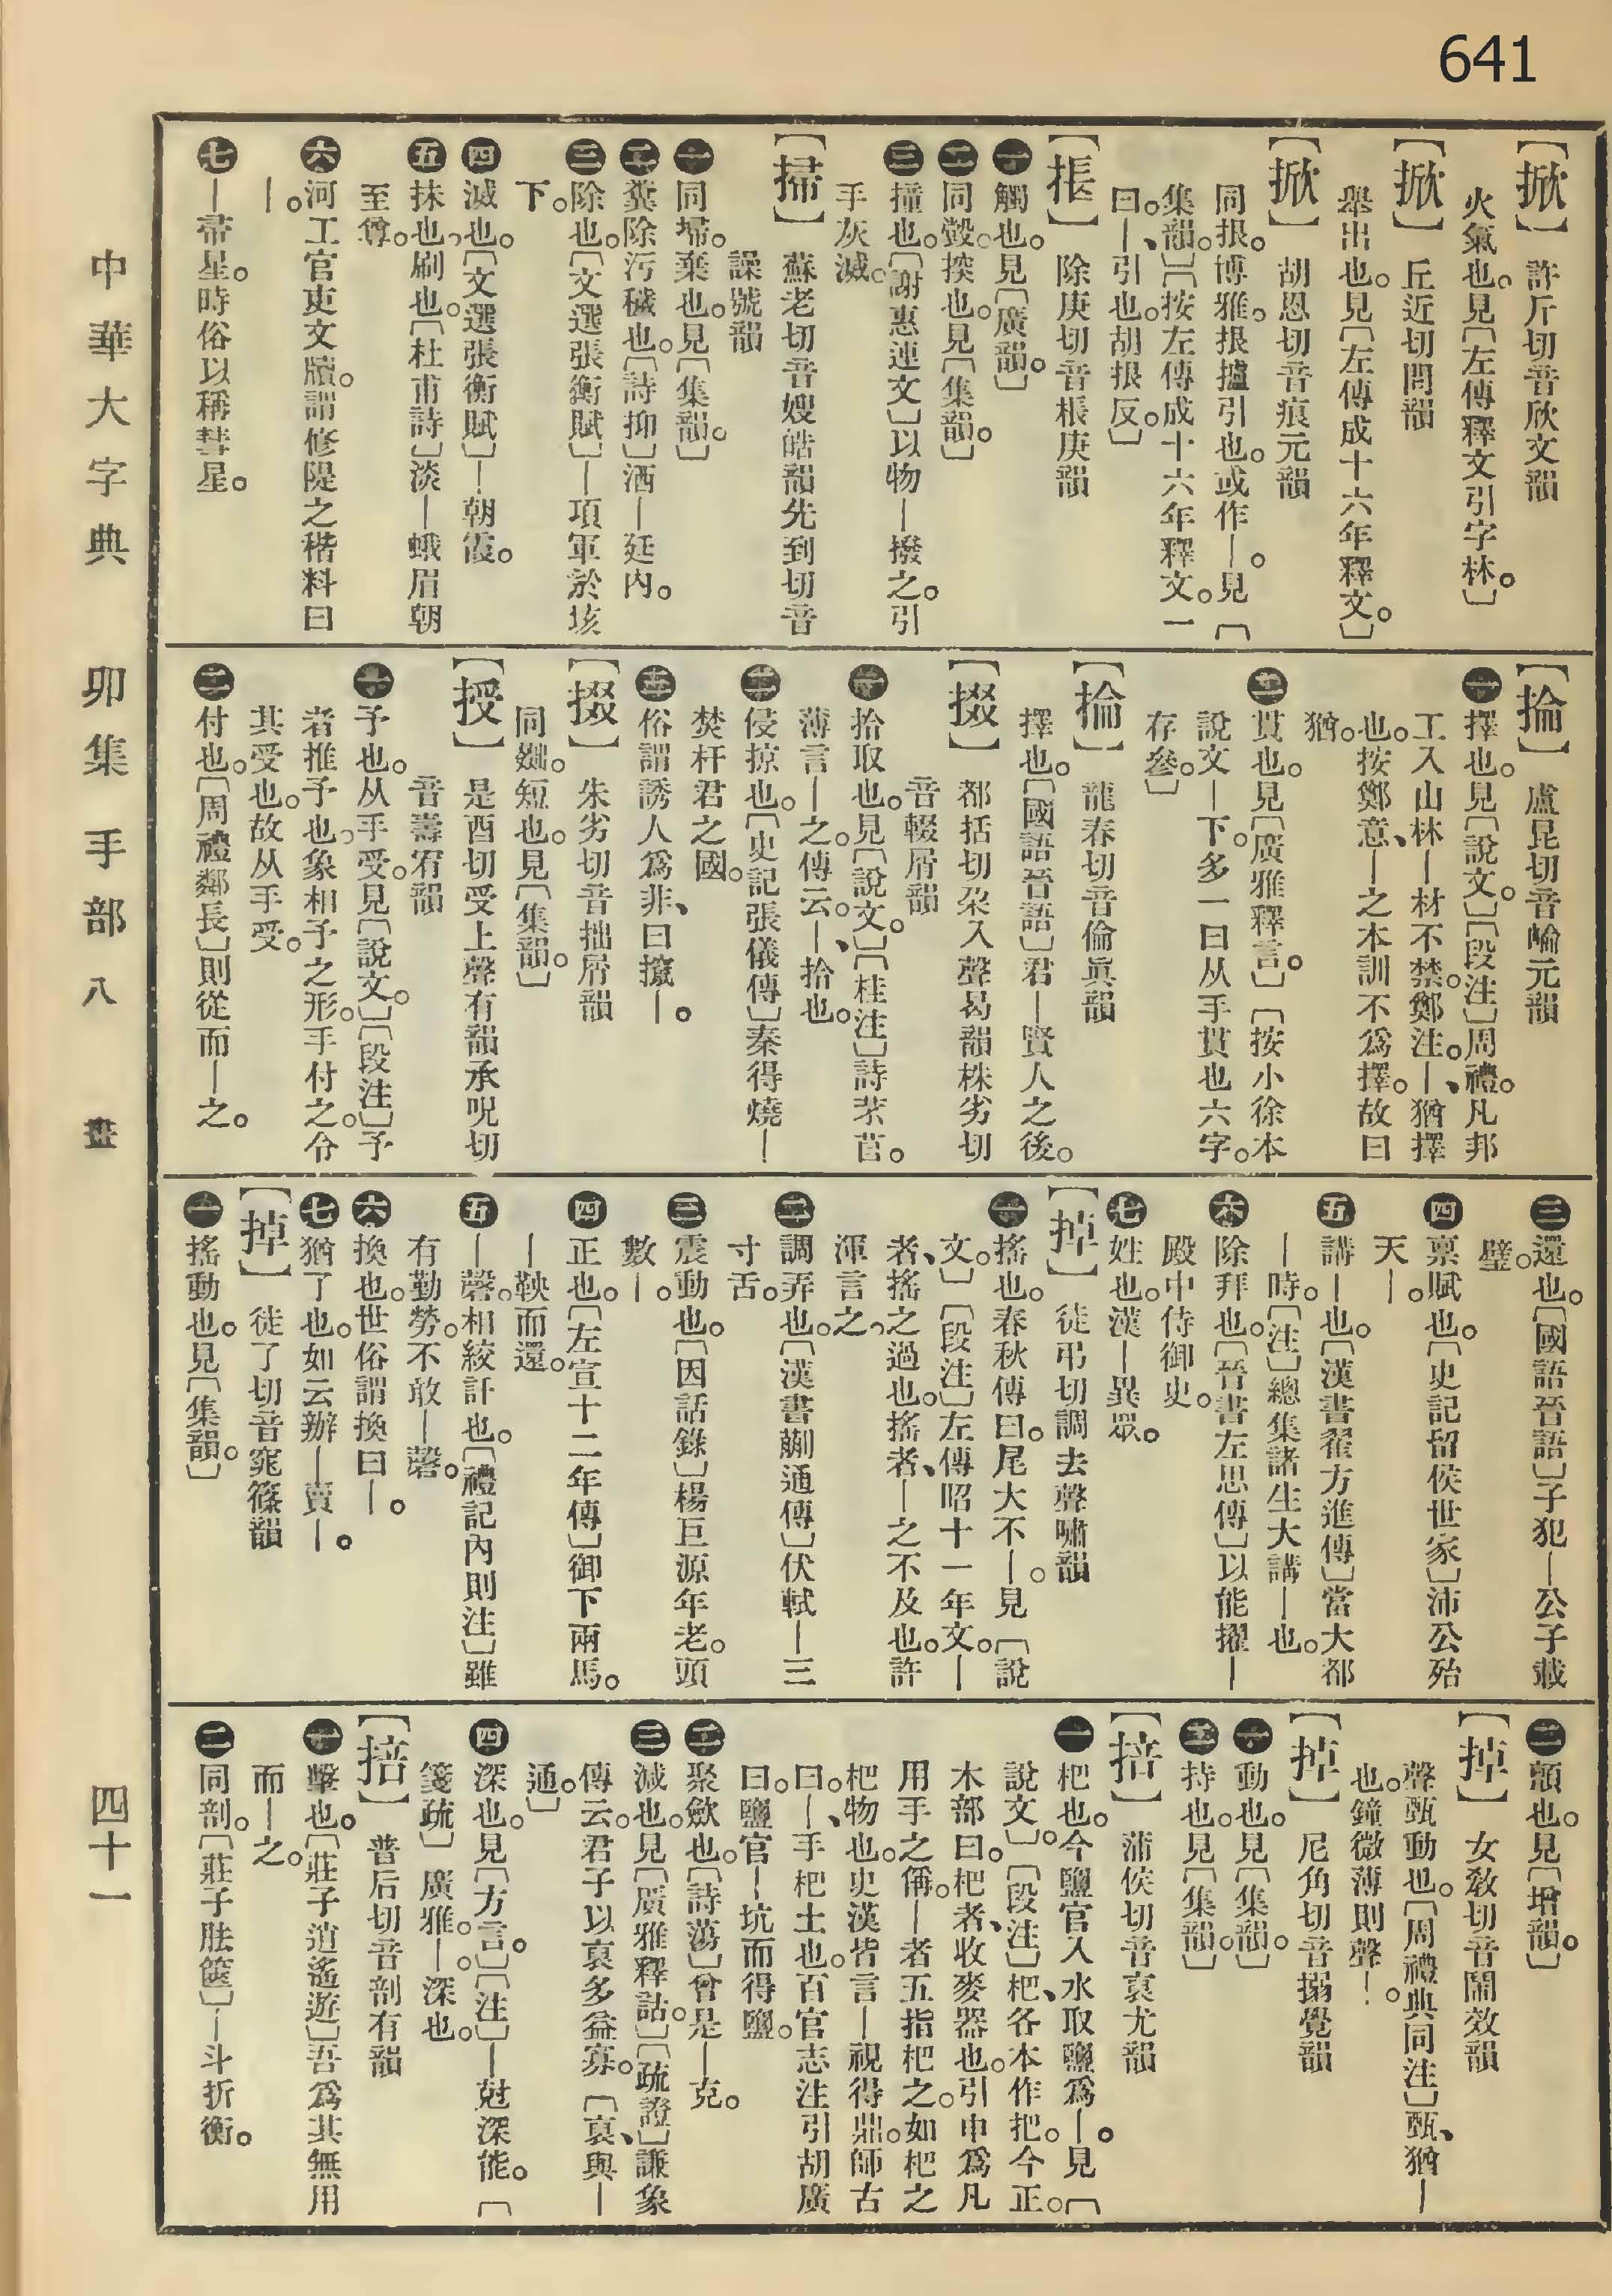 641
【掀】許斤切音欣文韻
火氣也。見〔左傳釋文引字林。〕
【掀】丘近切問韻
舉出也。見〔左傳成十六年釋文。〕
【掀】胡恩切音痕元韻
同拫。博雅。拫攎引也。或作｜。見〔
集韻。〕〔按左傳成十六年釋文。一
曰。｜、引也。胡拫反。〕
【掁】除庚切音棖庚韻
㊀觸也。見〔廣韻。〕
㊁同㲂。揬也。見〔集韻。〕
㊂撞也。〔謝惠連文〕以物｜撥之。引
手灰滅。
【掃】蘇老切音嫂皓韻先到切音
譟號韻
㊀同埽。棄也。見〔集韻。〕
㊁糞除污穢也。〔詩抑〕洒｜廷內。
㊂除也。〔文選張衡賦〕｜項軍於垓
下。
㊃滅也。〔文選張衡賦〕｜朝霞。
㊄抹也、刷也。〔杜甫詩〕淡｜蛾眉朝
至尊。
㊅河工官吏文牘。謂修隄之稭料曰
｜。
㊆｜帚星。時俗以稱彗星。
【掄】盧昆切音崘元韻
㊀擇也。見〔說文。〕〔段注〕周禮。凡邦
工入山林｜材不禁。鄭注。｜、猶擇
也。按鄭意、｜之本訓不爲擇。故曰
猶。
㊁貫也。見〔廣雅釋言。〕〔按小徐本
說文｜下。多一曰从手貫也六字。
存參。〕
【掄】龍春切音倫眞韻
擇也。〔國語晉語〕君｜賢人之後。
【掇】都括切朶入聲曷韻株劣切
音輟屑韻
㊀拾取也。見〔說文。〕〔桂注〕詩芣苢。
薄言｜之。傳云。｜、拾也。
㊁侵掠也。〔史記張儀傳〕秦得燒｜
焚杅君之國。
㊂俗謂誘人爲非、曰攛｜。
【掇】朱劣切音拙屑韻
同㰍。短也。見〔集韻。〕
【授】是酉切受上聲有韻承呪切
音壽宥韻
㊀予也。从手受。見〔說文。〕〔段注〕予
者推予也。象相予之形。手付之。令
其受也。故从手受。
㊁付也。〔周禮鄰長〕則從而｜之。
㊂還也。〔國語晉語〕子犯｜公子載
璧。
㊃稟賦也。〔史記留侯世家〕沛公殆
天｜。
㊄講｜也。〔漢書翟方進傳〕當大都
｜時。〔注〕總集諸生大講｜也。
㊅除拜也。〔晉書左思傳〕以能擢｜
殿中侍御史。
㊆姓也。漢｜異眾。
【掉】徒弔切調去聲嘯韻
㊀搖也。春秋傳曰。尾大不｜。見〔說
文。〕〔段注〕左傳昭十一年文。｜
者、搖之過也。搖者、｜之不及也。許
渾言之。
㊁調弄也。〔漢書蒯通傳〕伏軾｜三
寸舌。
㊂震動也。〔因話錄〕楊巨源年老。頭
數｜。
㊃正也。〔左宣十二年傳〕御下兩馬。
｜鞅而還。
㊄｜磬。相絞訐也。〔禮記內則注〕雖
有勤勞。不敢｜磬。
㊅換也。世俗謂換曰｜。
㊆猶了也。如云辦｜賣｜。
【掉】徒了切音窕篠韻
㊀搖動也。見〔集韻。〕
㊁顫也。見〔增韻。〕
【掉】女敎切音鬧效韻
聲甄動也。〔周禮典同注〕甄、猶｜
也。鐘微薄則聲｜。
【掉】尼角切音搦覺韻
㊀動也。見〔集韻。〕
㊁持也。見〔集韻。〕
【掊】蒲侯切音裒尤韻
㊀杷也。今鹽官入水取鹽爲｜。見〔
說文。〕〔段注〕杷、各本作把。今正。
木部曰。杷者、收麥器也。引申爲凡
用手之偁。｜者五指杷之。如杷之
杷物也。史漢皆言｜視得鼎。師古
曰。｜、手杷土也。百官志注引胡廣
曰。鹽官｜坑而得鹽。
㊁聚歛也。〔詩蕩〕曾是｜克。
㊂減也。見〔廣雅釋詁。〕〔疏證〕謙象
傳云。君子以裒多益寡。〔裒、與｜
通。〕
㊃深也。見〔方言。〕〔注〕｜尅深能。〔
箋疏〕廣雅。｜、深也。
【掊】普后切音剖有韻
㊀擊也。〔莊子逍遙遊〕吾爲其無用
而｜之。
㊁同剖。〔莊子胠篋〕｜斗折衡。
中華大字典 卯集 手部 八 畫 四十一